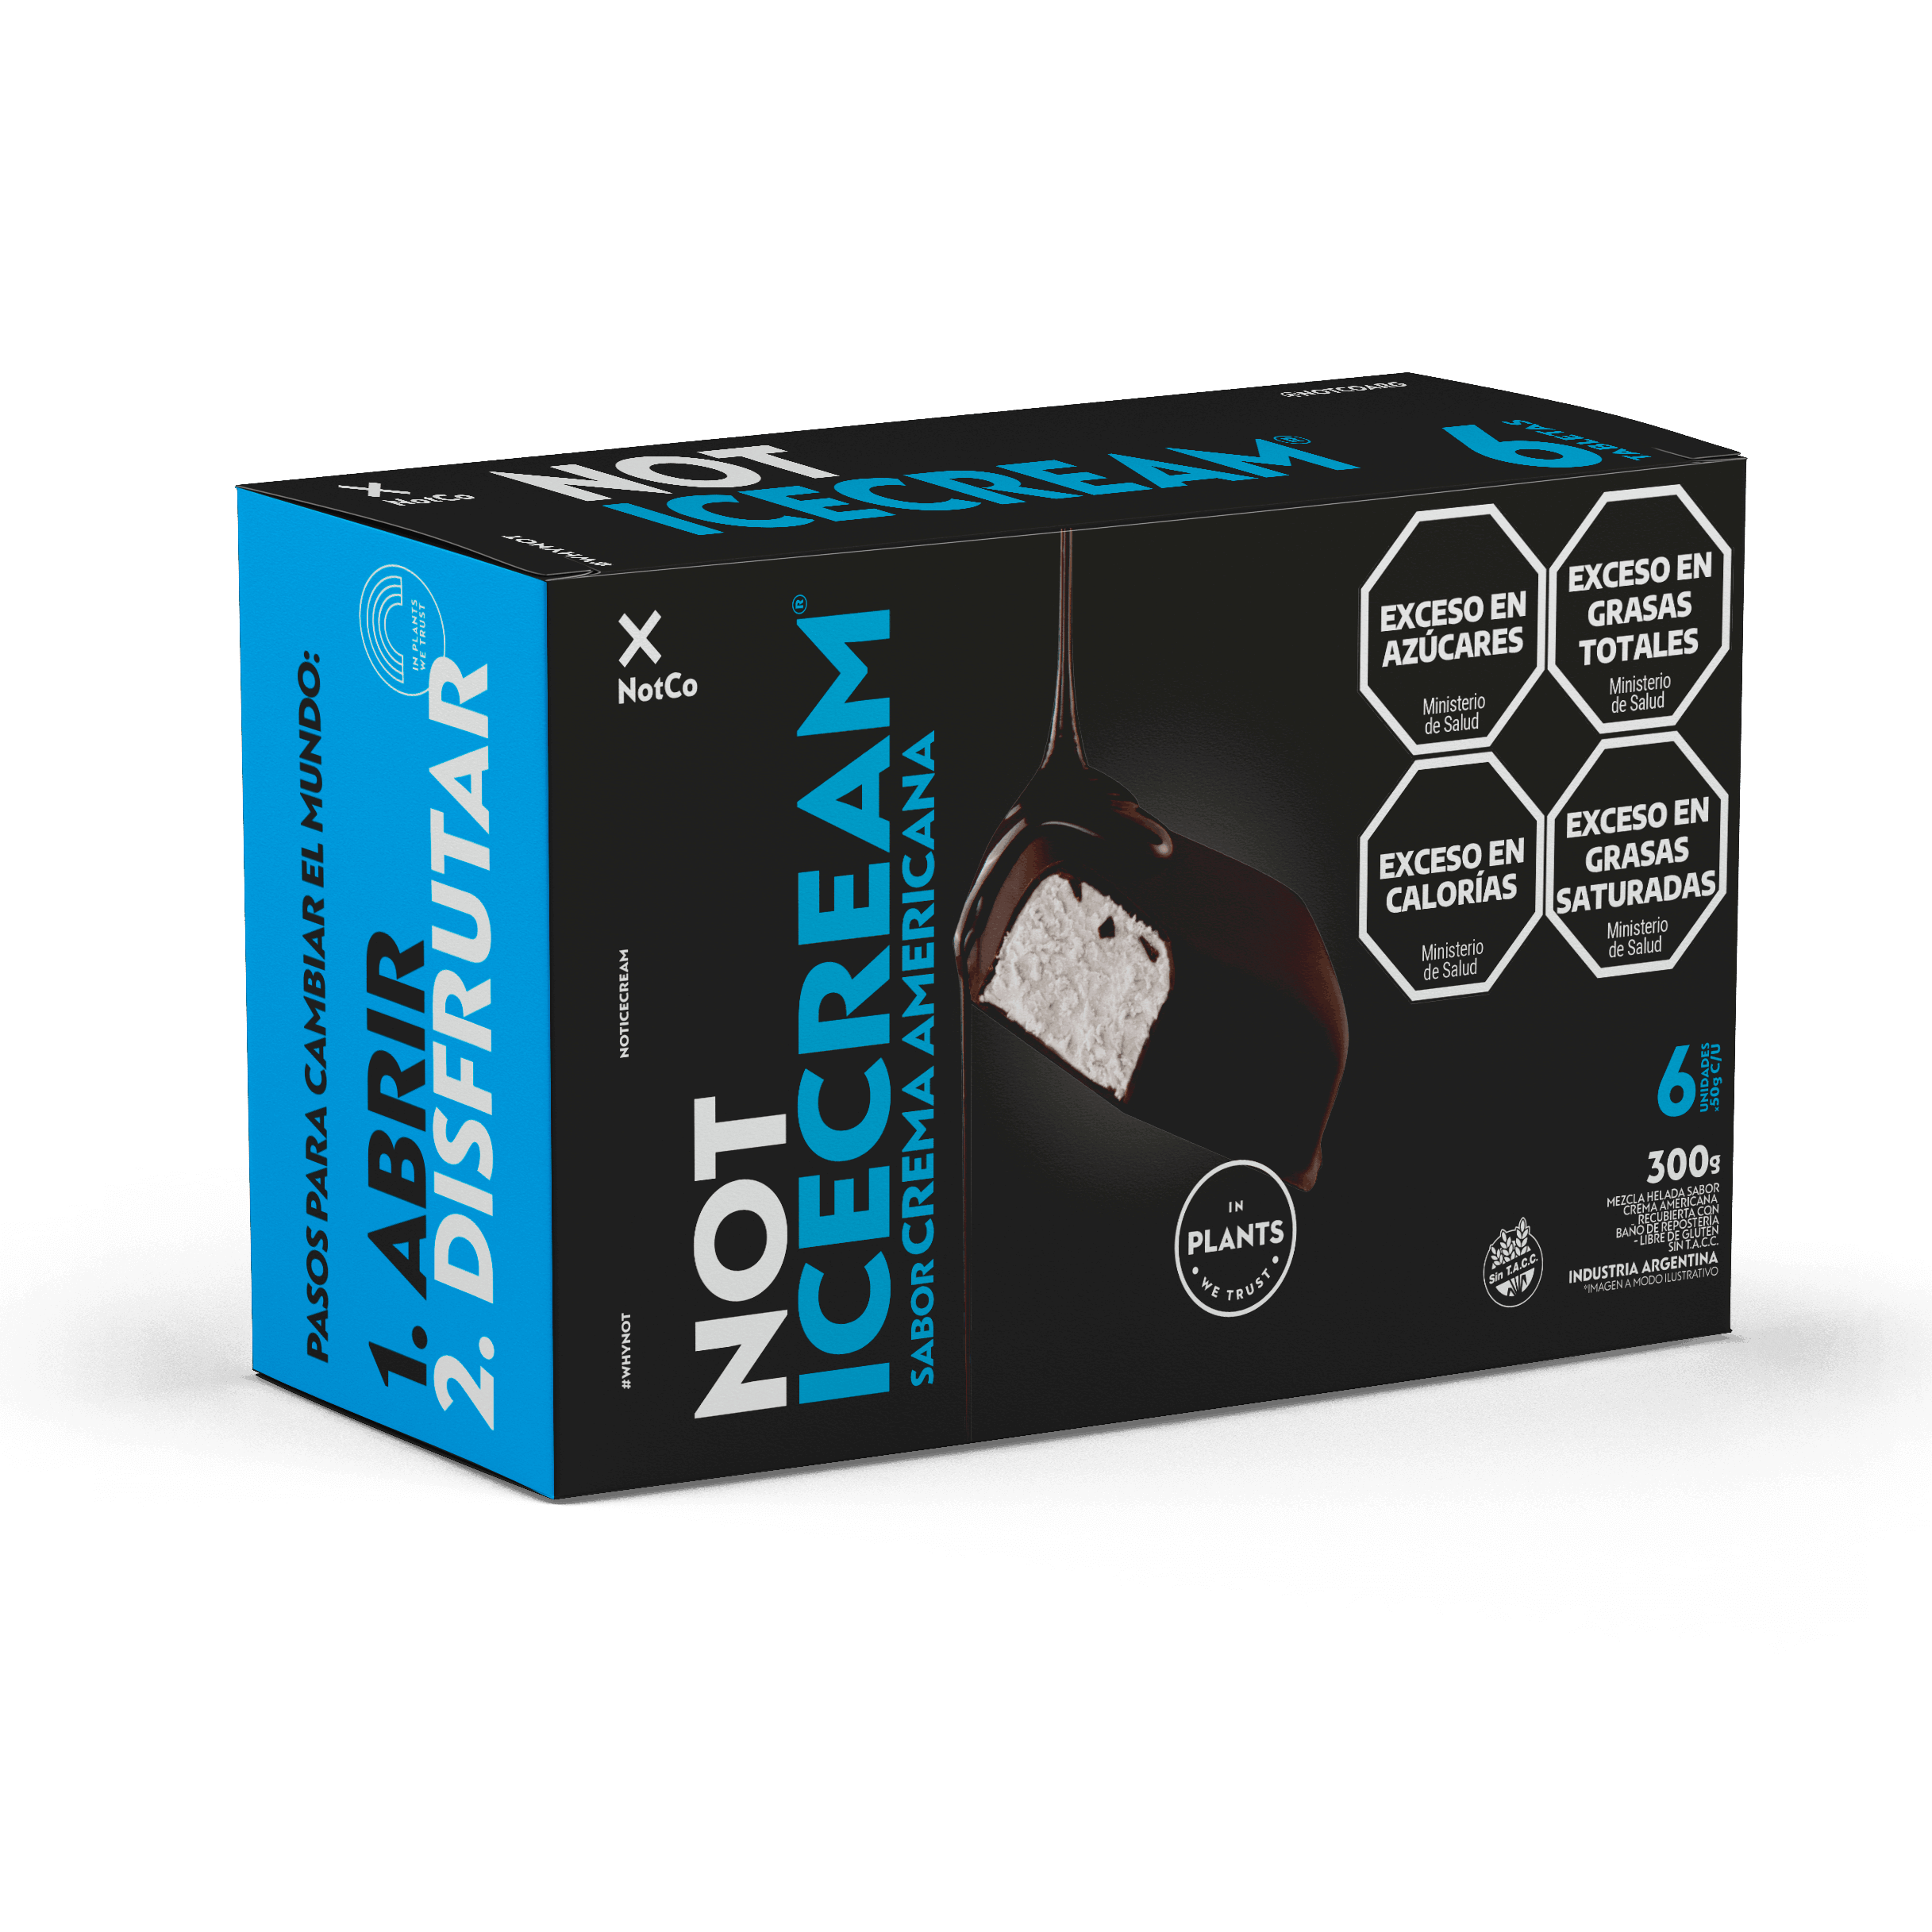 @NOTCOARG
NotCo
NOT
ICECREAM®
6
TABLETAS
#WHYNOT
PASOS PARA CAMBIAR EL MUNDO:
1. ABRIR
2. DISFRUTAR
IN PLANTS
WE TRUST
NotCo
NOTICECREAM
#WHYNOT
NOT
ICECREAM®
SABOR CREMA AMERICANA
EXCESO EN
AZÚCARES
Ministerio
de Salud
EXCESO EN
GRASAS
TOTALES
Ministerio
de Salud
EXCESO EN
CALORÍAS
Ministerio
de Salud
EXCESO EN
GRASAS
SATURADAS
Ministerio
de Salud
6
UNIDADES
x50g C/U
300g
MEZCLA HELADA SABOR
CREMA AMERICANA
RECUBIERTA CON
BAÑO DE REPOSTERÍA
- LIBRE DE GLUTEN
SIN T.A.C.C.
INDUSTRIA ARGENTINA
*IMAGEN A MODO ILUSTRATIVO
Sin T.A.C.C.
IN
PLANTS
• WE TRUST •